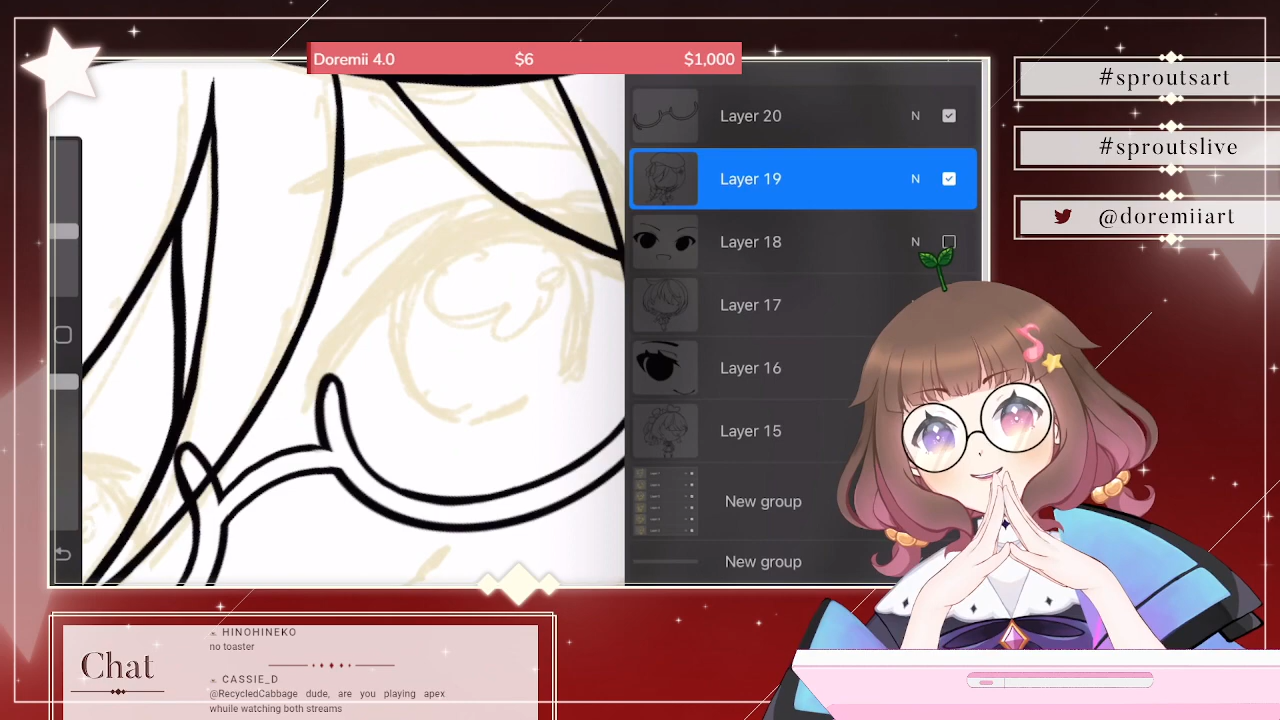 Doremii 4.0 $6 $1,000
#sproutsart
#sproutslive
@doremiiart
Layer 20 N
Layer 19 N
Layer 18 N
Layer 17
Layer 16
Layer 15
New group
New group
Chat
HINOHINEKO
no toaster
CASSIE_D
@RecycledCabbage dude, are you playing apex
whuile watching both streams